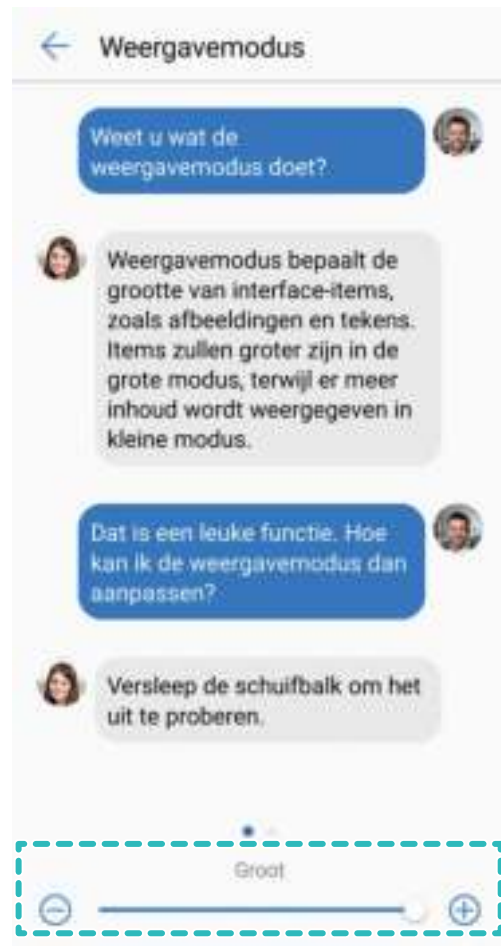 Weergavemodus
Weet u wat de
weergavemodus doet?
Weergavemodus bepaalt de
grootte van interface-items,
zoals afbeeldingen en tekens.
Items zullen groter zijn in de
grote modus, terwijl er meer
inhoud wordt weergegeven in
kleine modus.
Dat is een leuke functie. Hoe
kan ik de weergavemodus dan
aanpassen?
Versleep de schuifbalk om het
uit te proberen.
Groot